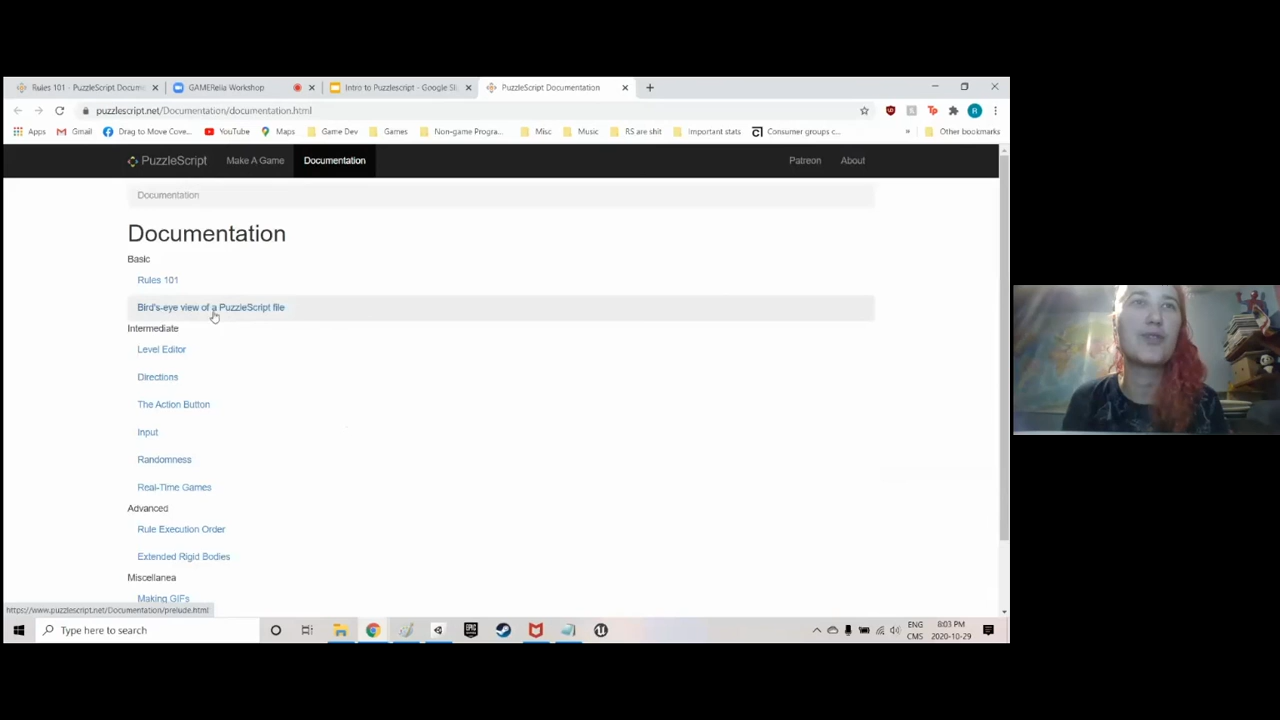 Rules 101 - PuzzleScript Docume
GAMERella Workshop
Intro to Puzzlescript - Google Sli
PuzzleScript Documentation
puzzlescript.net/Documentation/documentation.html
Apps
Gmail
Drag to Move Cove...
YouTube
Maps
Game Dev
Games
Non-game Progra...
Misc
Music
RS are shit
Important stats
Consumer groups c...
»
Other bookmarks
PuzzleScript
Make A Game
Documentation
Patreon
About
Documentation
Documentation
Basic
Rules 101
Bird's-eye view of a PuzzleScript file
Intermediate
Level Editor
Directions
The Action Button
Input
Randomness
Real-Time Games
Advanced
Rule Execution Order
Extended Rigid Bodies
Miscellanea
Making GIFs
https://www.puzzlescript.net/Documentation/prelude.html
Type here to search
ENG
CMS
8:03 PM
2020-10-29